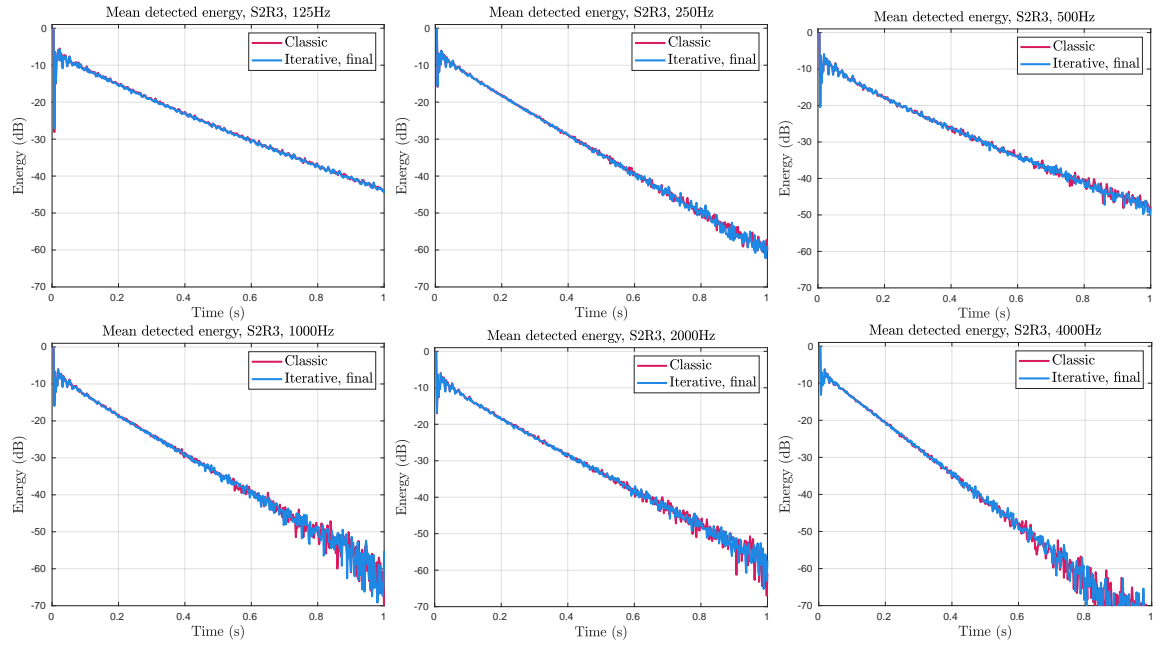 Mean detected energy, S2R3, 125Hz
Classic
Iterative, final
0
-10
-20
-30
-40
-50
-60
-70
Energy (dB)
0
0.2
0.4
0.6
0.8
1
Time (s)
Mean detected energy, S2R3, 250Hz
Classic
Iterative, final
0
-10
-20
-30
-40
-50
-60
-70
Energy (dB)
0
0.2
0.4
0.6
0.8
1
Time (s)
Mean detected energy, S2R3, 500Hz
Classic
Iterative, final
0
-10
-20
-30
-40
-50
-60
-70
Energy (dB)
0
0.2
0.4
0.6
0.8
1
Time (s)
Mean detected energy, S2R3, 1000Hz
Classic
Iterative, final
0
-10
-20
-30
-40
-50
-60
-70
Energy (dB)
0
0.2
0.4
0.6
0.8
1
Time (s)
Mean detected energy, S2R3, 2000Hz
Classic
Iterative, final
0
-10
-20
-30
-40
-50
-60
-70
Energy (dB)
0
0.2
0.4
0.6
0.8
1
Time (s)
Mean detected energy, S2R3, 4000Hz
Classic
Iterative, final
0
-10
-20
-30
-40
-50
-60
-70
Energy (dB)
0
0.2
0.4
0.6
0.8
1
Time (s)